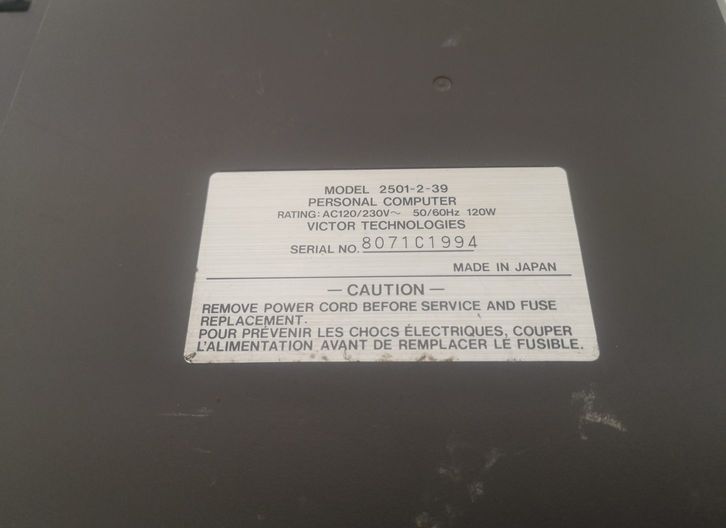 MODEL 2501-2-39
PERSONAL COMPUTER
RATING: AC120/230V~ 50/60Hz 120W
VICTOR TECHNOLOGIES
SERIAL NO. 8071C1994
MADE IN JAPAN
— CAUTION —
REMOVE POWER CORD BEFORE SERVICE AND FUSE
REPLACEMENT.
POUR PRÉVENIR LES CHOCS ÉLECTRIQUES, COUPER
L'ALIMENTATION AVANT DE REMPLACER LE FUSIBLE.